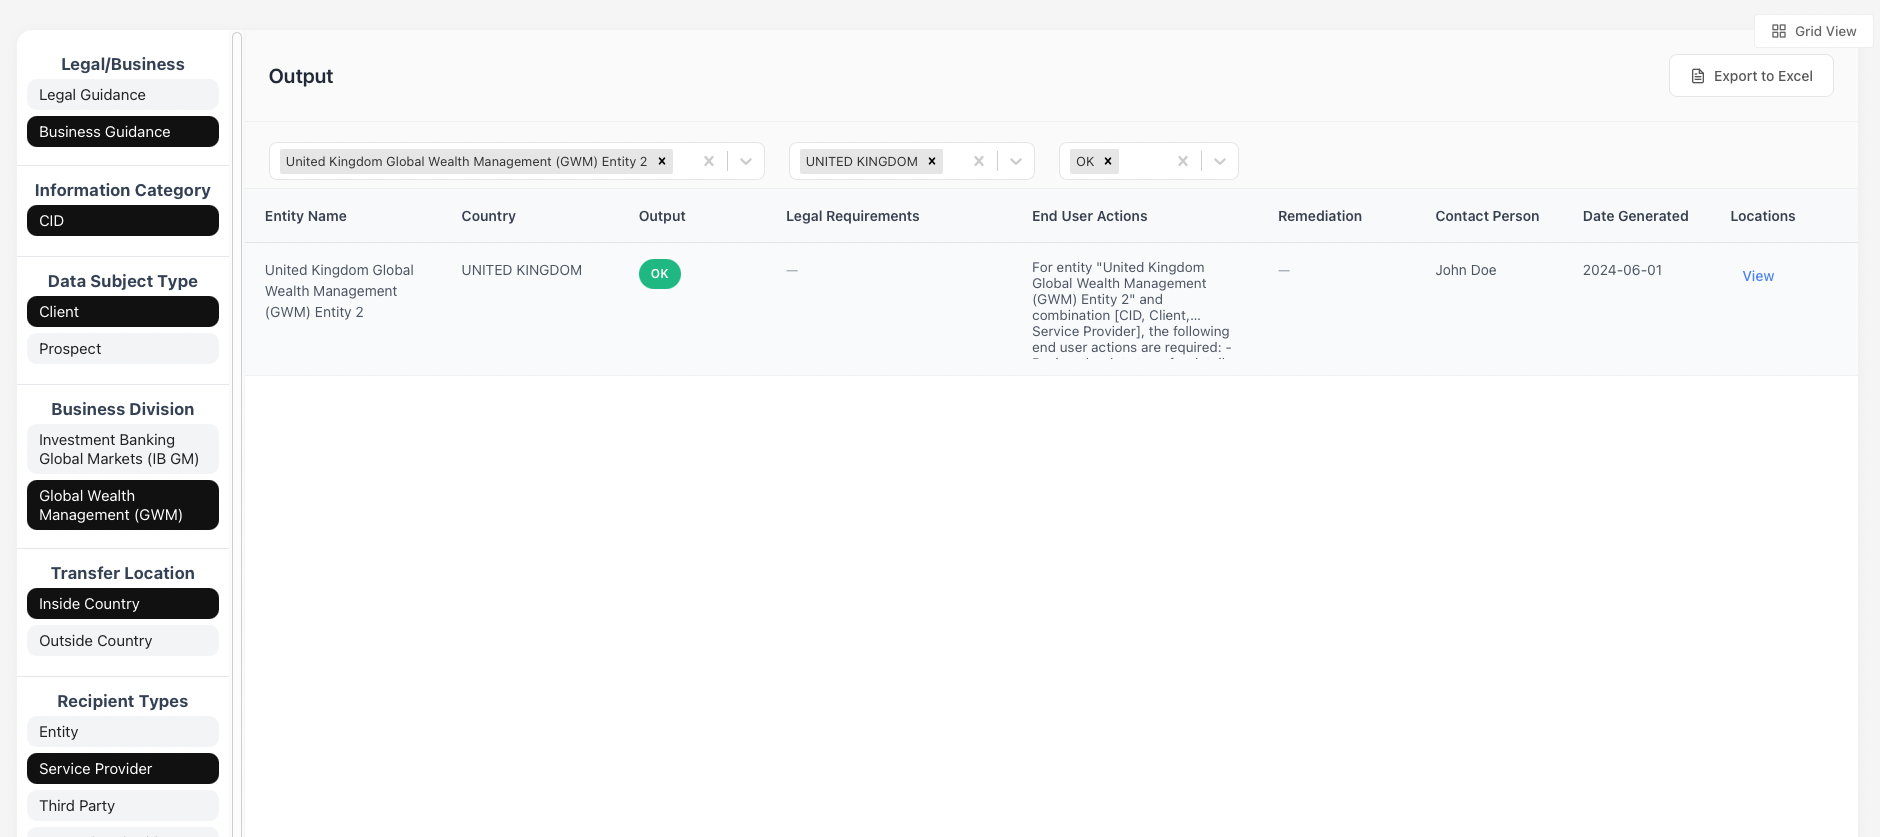 Grid View
Legal/Business
Legal Guidance
Business Guidance
Information Category
CID
Data Subject Type
Client
Prospect
Business Division
Investment Banking
Global Markets (IB GM)
Global Wealth
Management (GWM)
Transfer Location
Inside Country
Outside Country
Recipient Types
Entity
Service Provider
Third Party
Output
Export to Excel
United Kingdom Global Wealth Management (GWM) Entity 2
UNITED KINGDOM
OK
Entity Name
Country
Output
Legal Requirements
End User Actions
Remediation
Contact Person
Date Generated
Locations
United Kingdom Global
Wealth Management
(GWM) Entity 2
UNITED KINGDOM
OK
—
For entity "United Kingdom
Global Wealth Management
(GWM) Entity 2" and
combination [CID, Client,...
Service Provider], the following
end user actions are required: -
—
John Doe
2024-06-01
View